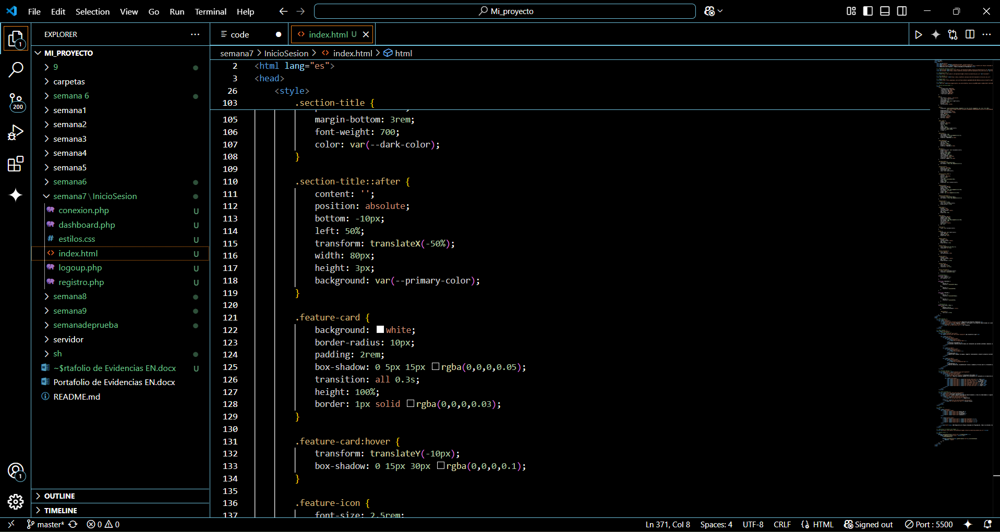 File Edit Selection View Go Run Terminal Help Mi_proyecto
EXPLORER
code
index.html U
semana7 InicioSesion index.html html
1
200
MI_PROYECTO
9
carpetas
semana 6
semana1
semana2
semana3
semana4
semana5
semana6
semana7 \ InicioSesion
conexion.php U
dashboard.php U
estilos.css U
index.html U
logoup.php U
registro.php U
semana8
semana9
semanadeprueba
servidor
sh
~$rtafolio de Evidencias EN.docx U
Portafolio de Evidencias EN.docx
README.md
OUTLINE
TIMELINE
1
2 <html lang="es">
3 <head>
26 <style>
103 .section-title {
105 margin-bottom: 3rem;
106 font-weight: 700;
107 color: var(--dark-color);
108 }
109
110 .section-title::after {
111 content: '';
112 position: absolute;
113 bottom: -10px;
114 left: 50%;
115 transform: translateX(-50%);
116 width: 80px;
117 height: 3px;
118 background: var(--primary-color);
119 }
120
121 .feature-card {
122 background: white;
123 border-radius: 10px;
124 padding: 2rem;
125 box-shadow: 0 5px 15px rgba(0,0,0,0.05);
126 transition: all 0.3s;
127 height: 100%;
128 border: 1px solid rgba(0,0,0,0.03);
129 }
130
131 .feature-card:hover {
132 transform: translateY(-10px);
133 box-shadow: 0 15px 30px rgba(0,0,0,0.1);
134 }
135
136 .feature-icon {
137 font-size: 2.5rem;
master* 0 0 Ln 371, Col 8 Spaces: 4 UTF-8 CRLF HTML Signed out Port : 5500